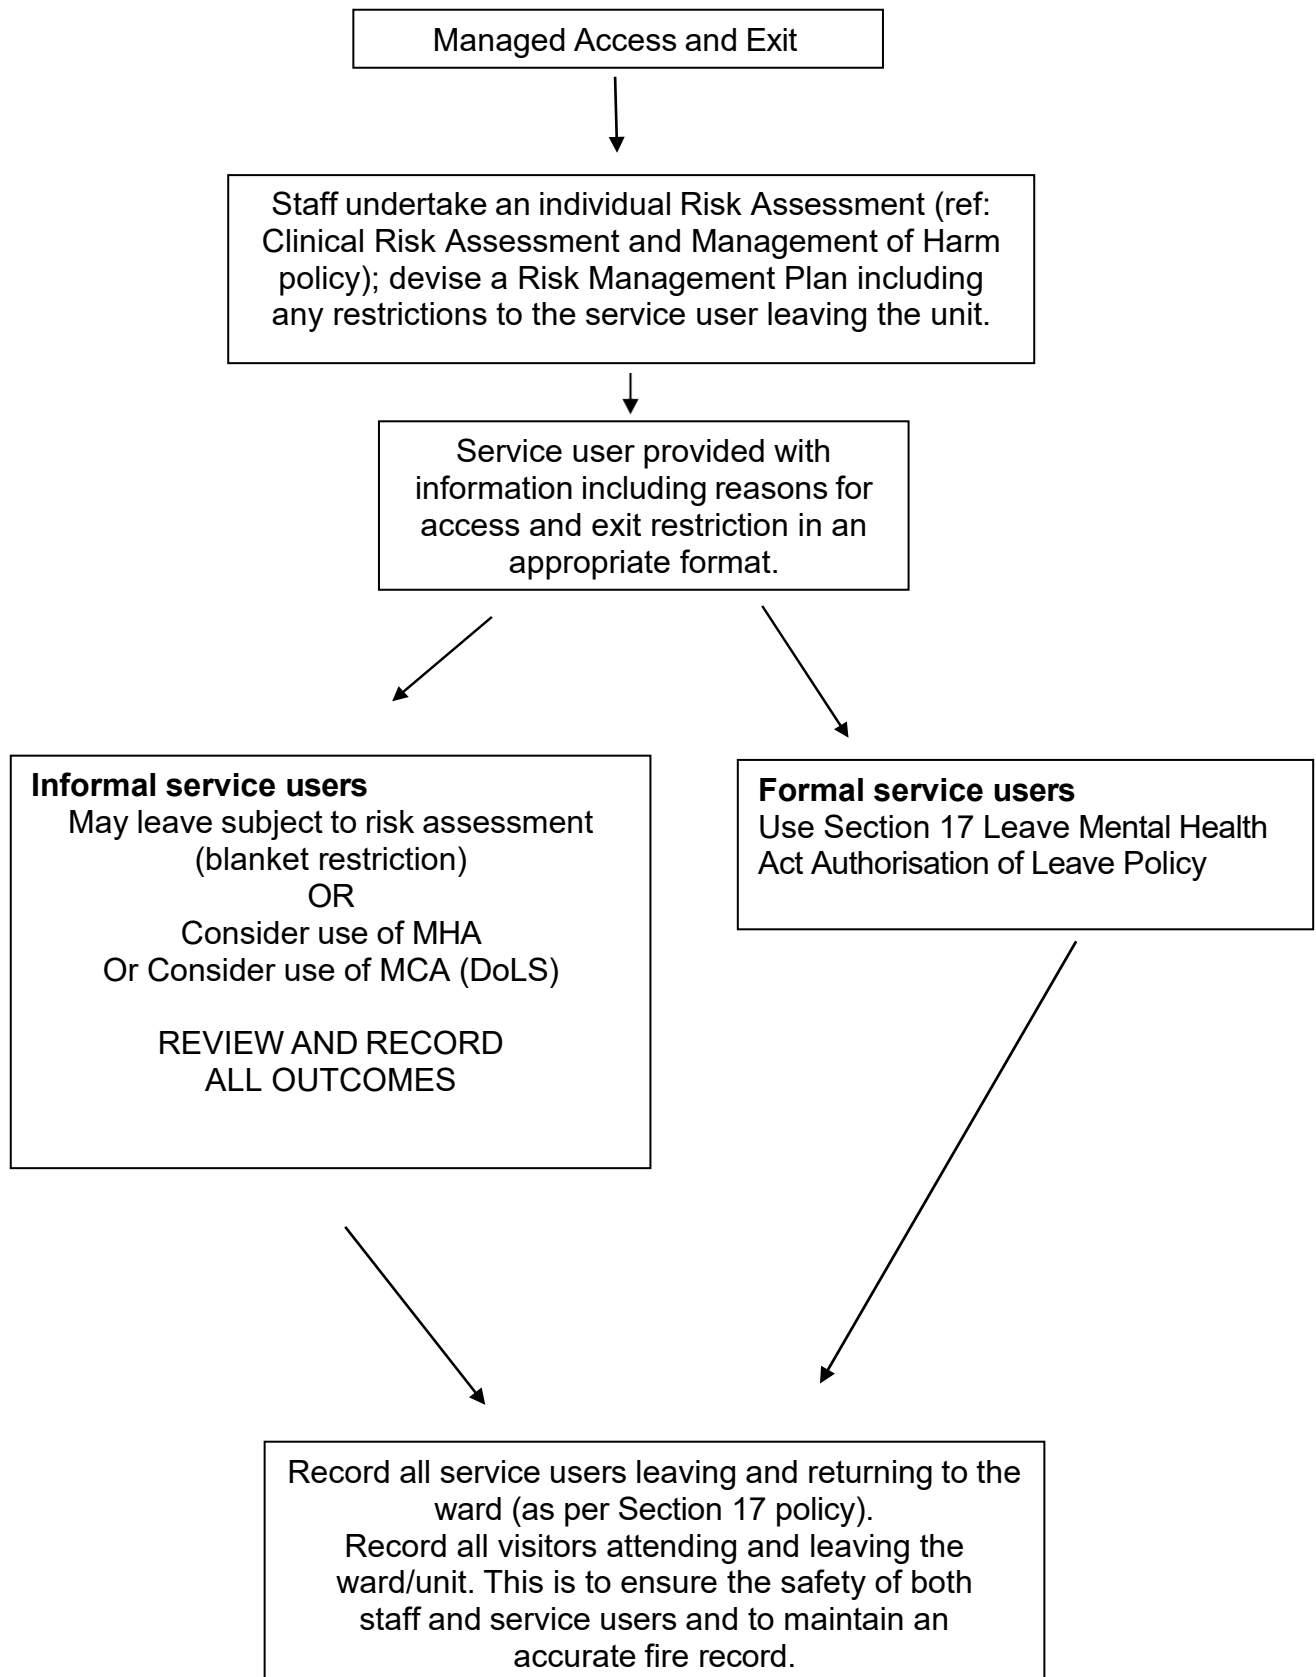 Managed Access and Exit
Staff undertake an individual Risk Assessment (ref:
Clinical Risk Assessment and Management of Harm
policy); devise a Risk Management Plan including
any restrictions to the service user leaving the unit.
Service user provided with
information including reasons for
access and exit restriction in an
appropriate format.
Informal service users
May leave subject to risk assessment
(blanket restriction)
OR
Consider use of MHA
Or Consider use of MCA (DoLS)
REVIEW AND RECORD
ALL OUTCOMES
Formal service users
Use Section 17 Leave Mental Health
Act Authorisation of Leave Policy
Record all service users leaving and returning to the
ward (as per Section 17 policy).
Record all visitors attending and leaving the
ward/unit. This is to ensure the safety of both
staff and service users and to maintain an
accurate fire record.